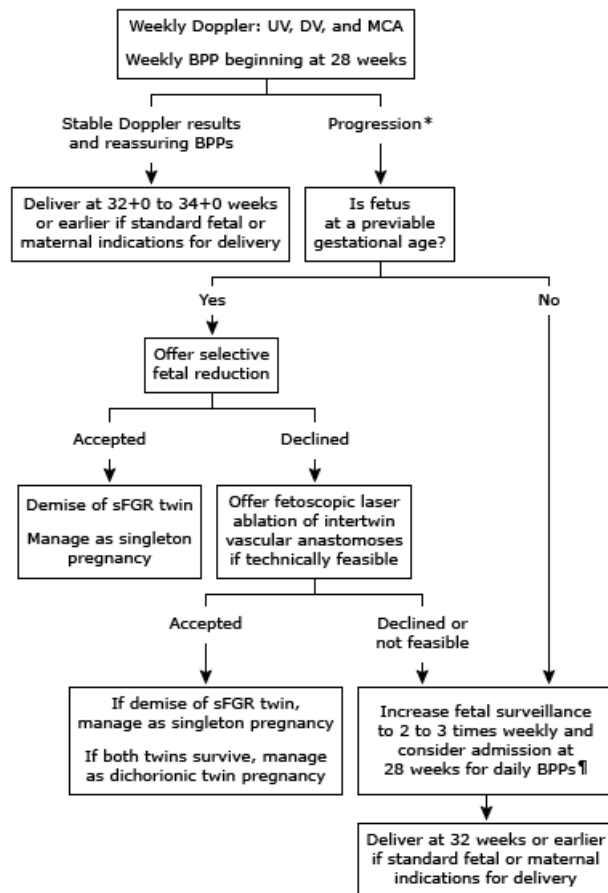 Weekly Doppler: UV, DV, and MCA
Weekly BPP beginning at 28 weeks
Stable Doppler results
and reassuring BPPs
Progression*
Deliver at 32+0 to 34+0 weeks
or earlier if standard fetal or
maternal indications for delivery
Is fetus
at a previable
gestational age?
Yes
No
Offer selective
fetal reduction
Accepted
Declined
Demise of sFGR twin
Manage as singleton
pregnancy
Offer fetoscopic laser
ablation of intertwin
vascular anastomoses
if technically feasible
Accepted
Declined or
not feasible
If demise of sFGR twin,
manage as singleton pregnancy
If both twins survive, manage
as dichorionic twin pregnancy
Increase fetal surveillance
to 2 to 3 times weekly and
consider admission at
28 weeks for daily BPPs¶
Deliver at 32 weeks or earlier
if standard fetal or maternal
indications for delivery